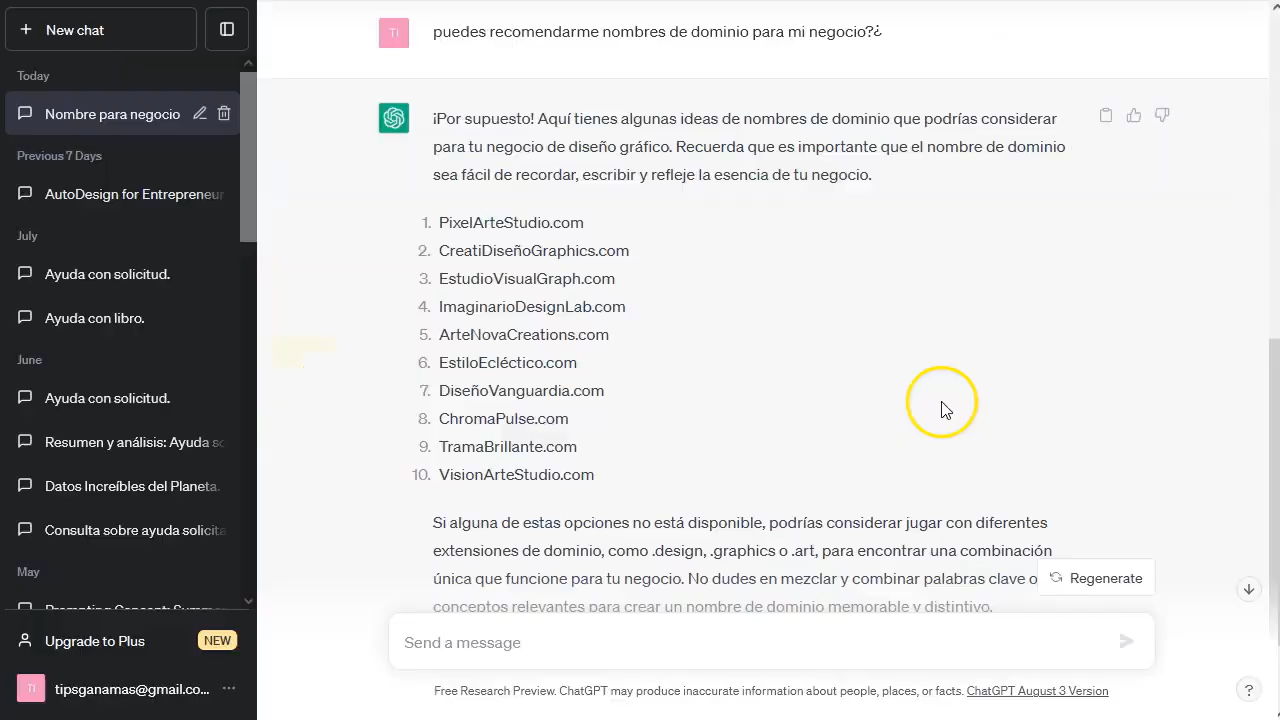 New chat
Today
Nombre para negocio
Previous 7 Days
AutoDesign for Entrepreneur
July
Ayuda con solicitud.
Ayuda con libro.
June
Ayuda con solicitud.
Resumen y análisis: Ayuda so
Datos Increíbles del Planeta.
Consulta sobre ayuda solicita
May
Prompting Concept: Summar
Upgrade to Plus NEW
TI tipsganamas@gmail.co... ...
TI puedes recomendarme nombres de dominio para mi negocio?¿
¡Por supuesto! Aquí tienes algunas ideas de nombres de dominio que podrías considerar
para tu negocio de diseño gráfico. Recuerda que es importante que el nombre de dominio
sea fácil de recordar, escribir y refleje la esencia de tu negocio.
1. PixelArteStudio.com
2. CreatiDiseñoGraphics.com
3. EstudioVisualGraph.com
4. ImaginarioDesignLab.com
5. ArteNovaCreations.com
6. EstiloEcléctico.com
7. DiseñoVanguardia.com
8. ChromaPulse.com
9. TramaBrillante.com
10. VisionArteStudio.com
Si alguna de estas opciones no está disponible, podrías considerar jugar con diferentes
extensiones de dominio, como .design, .graphics o .art, para encontrar una combinación
única que funcione para tu negocio. No dudes en mezclar y combinar palabras clave o
conceptos relevantes para crear un nombre de dominio memorable y distintivo.
Regenerate
Send a message
Free Research Preview. ChatGPT may produce inaccurate information about people, places, or facts. ChatGPT August 3 Version
?